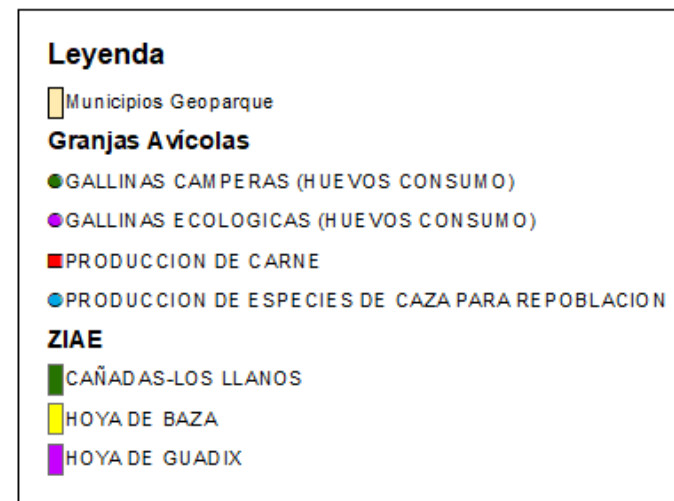 Leyenda
Municipios Geoparque
Granjas Avícolas
GALLINAS CAMPERAS (HUEVOS CONSUMO)
GALLINAS ECOLOGICAS (HUEVOS CONSUMO)
PRODUCCION DE CARNE
PRODUCCION DE ESPECIES DE CAZA PARA REPOBLACION
ZIAE
CAÑADAS-LOS LLANOS
HOYA DE BAZA
HOYA DE GUADIX